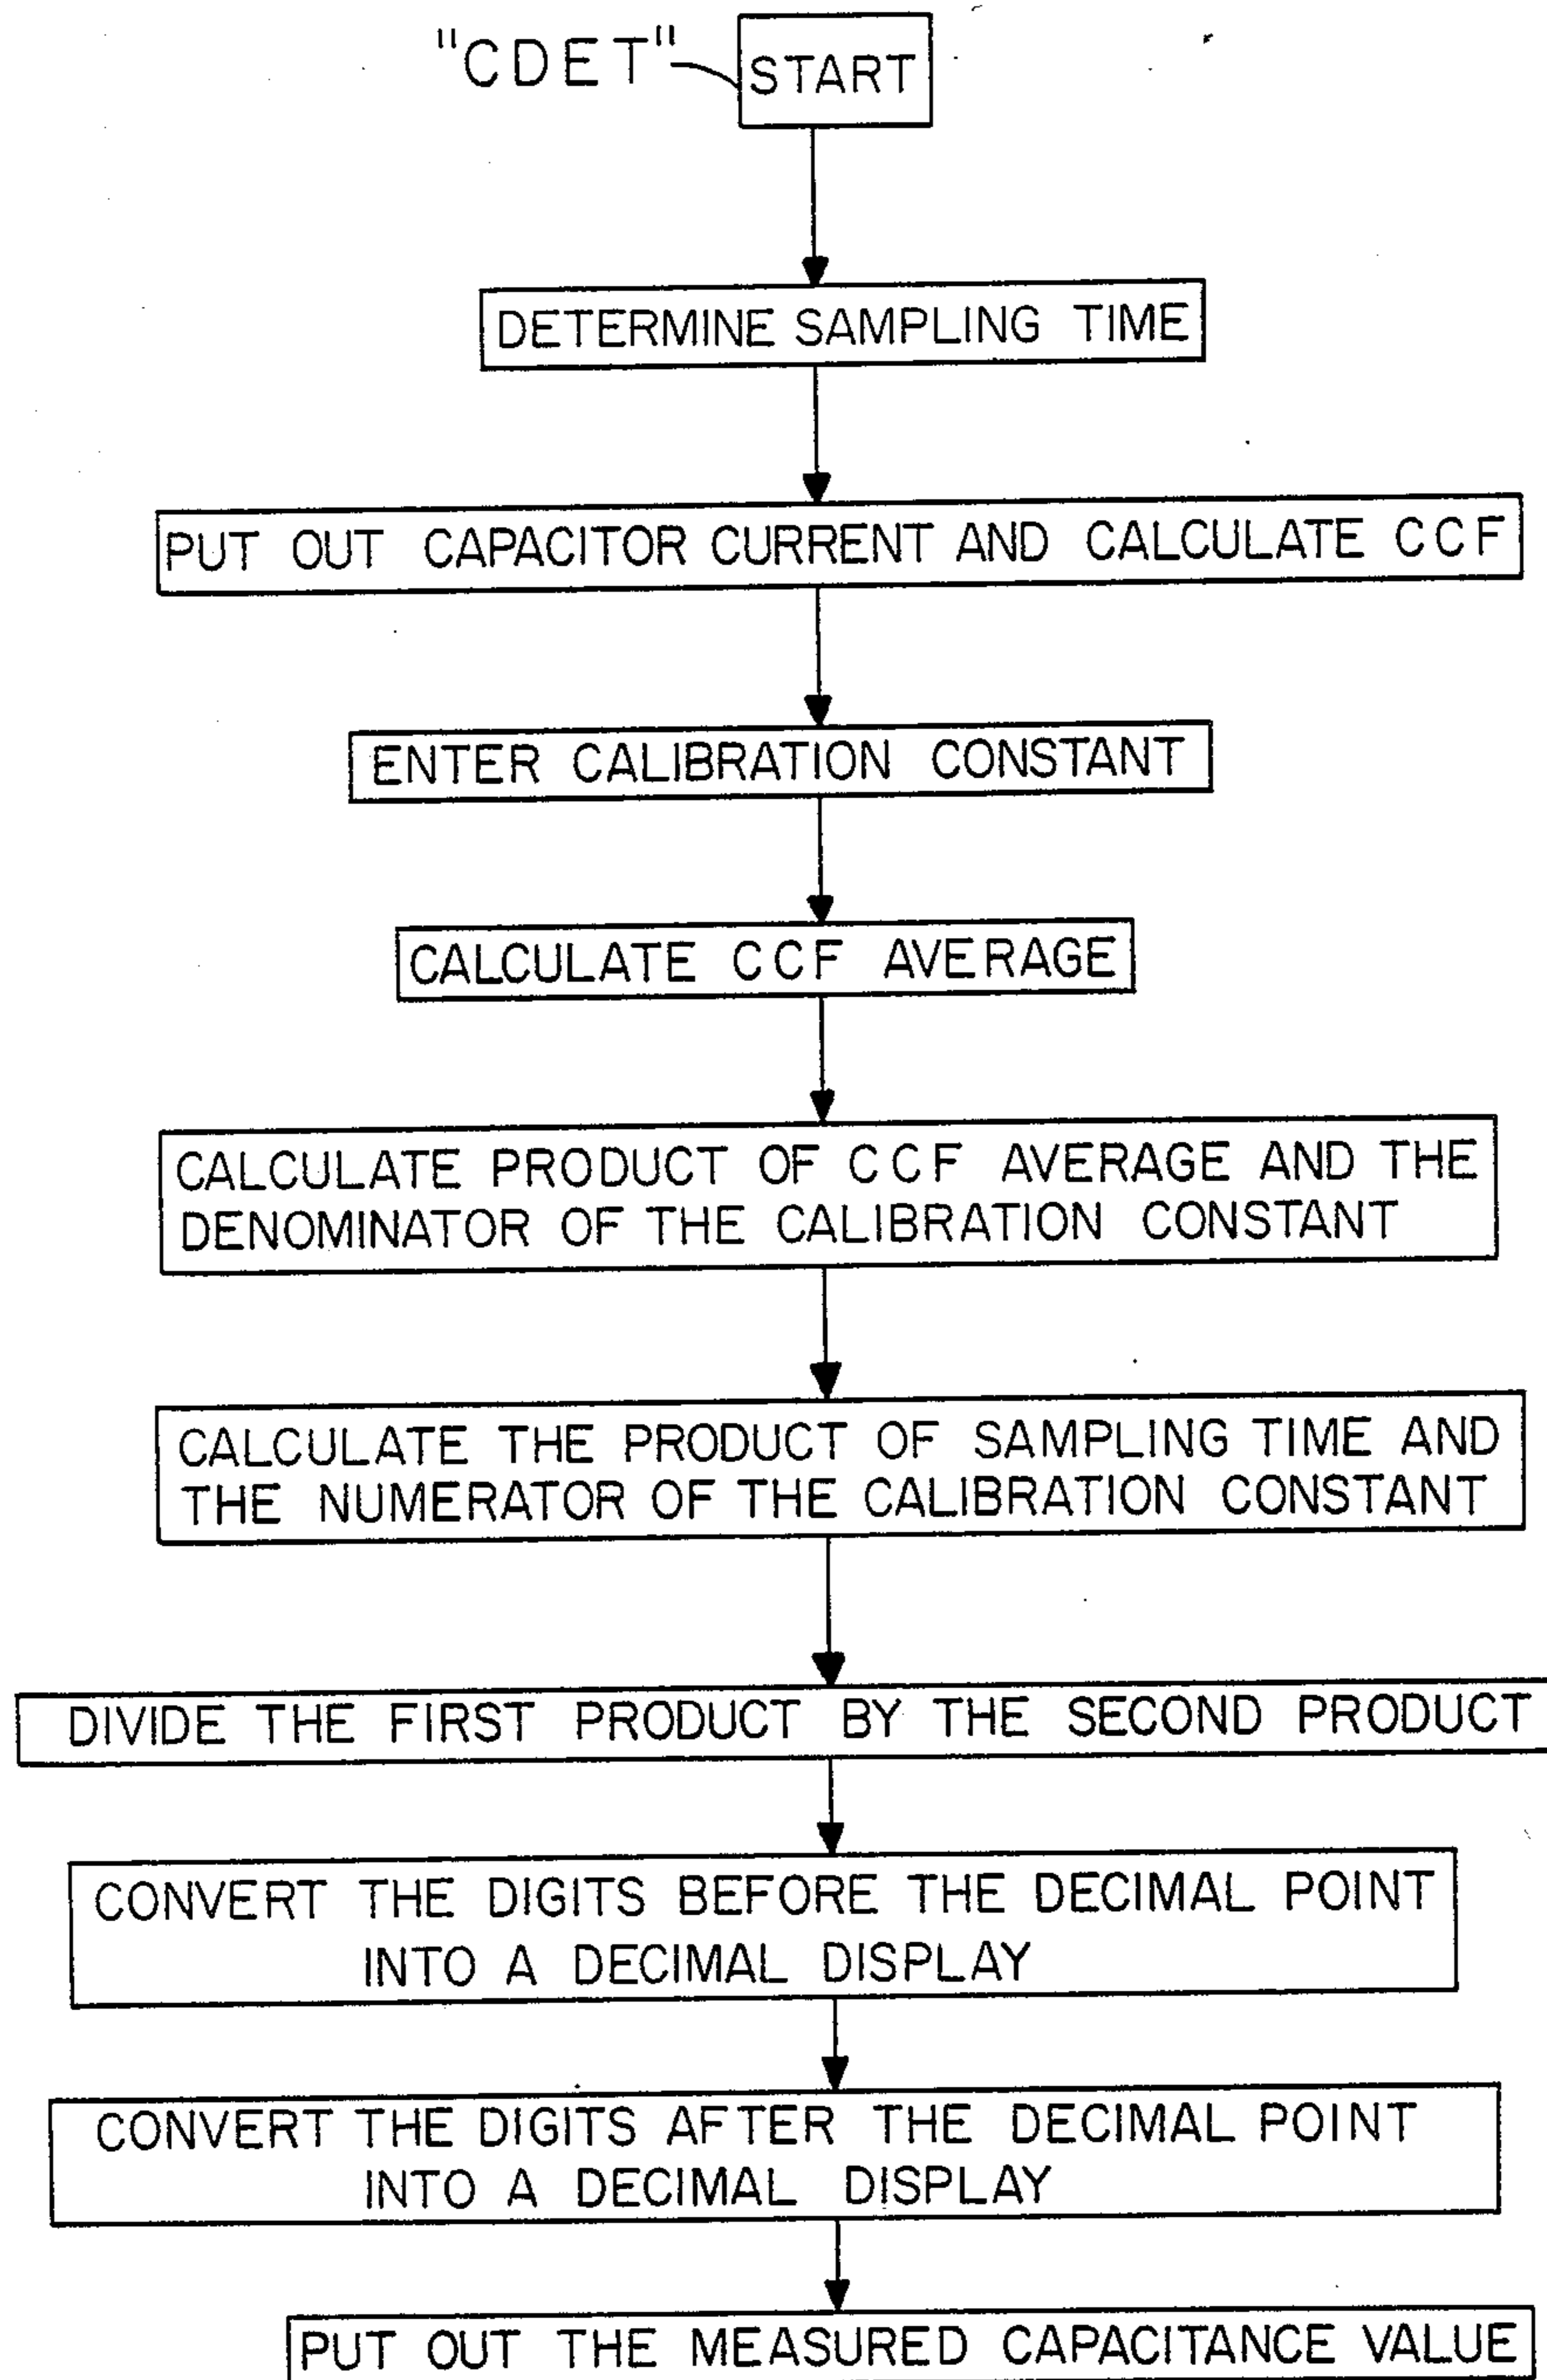 "CDET" START
DETERMINE SAMPLING TIME
PUT OUT CAPACITOR CURRENT AND CALCULATE CCF
ENTER CALIBRATION CONSTANT
CALCULATE CCF AVERAGE
CALCULATE PRODUCT OF CCF AVERAGE AND THE
DENOMINATOR OF THE CALIBRATION CONSTANT
CALCULATE THE PRODUCT OF SAMPLING TIME AND
THE NUMERATOR OF THE CALIBRATION CONSTANT
DIVIDE THE FIRST PRODUCT BY THE SECOND PRODUCT
CONVERT THE DIGITS BEFORE THE DECIMAL POINT
INTO A DECIMAL DISPLAY
CONVERT THE DIGITS AFTER THE DECIMAL POINT
INTO A DECIMAL DISPLAY
PUT OUT THE MEASURED CAPACITANCE VALUE